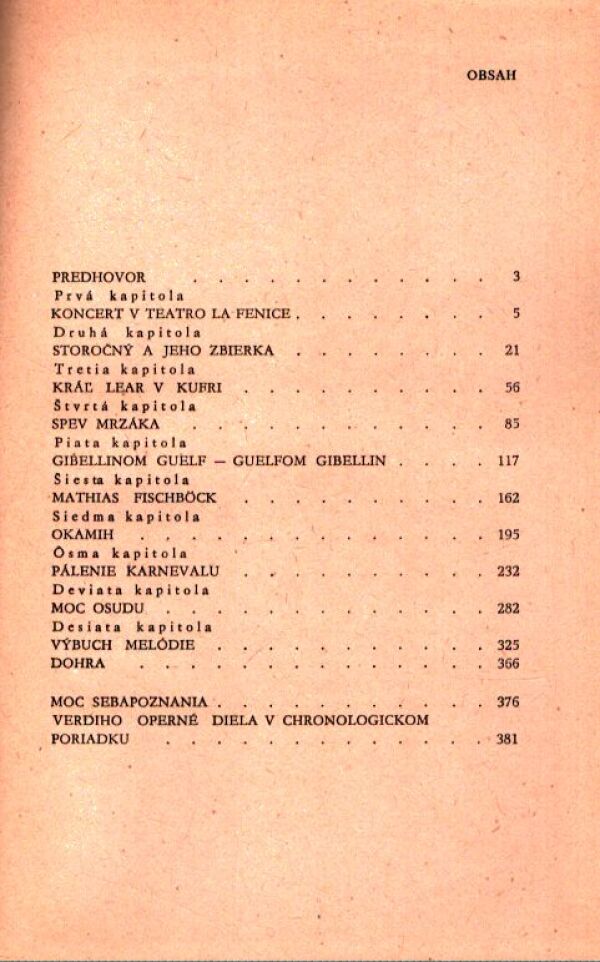 OBSAH
PREDHOVOR . . . . . . . . . . . . 3
Prvá kapitola
KONCERT V TEATRO LA FENICE . . . . . . . 5
Druhá kapitola
STOROČNÝ A JEHO ZBIERKA . . . . . . . 21
Tretia kapitola
KRÁĽ LEAR V KUFRI . . . . . . . . . . 56
Štvrtá kapitola
SPEV MRZÁKA . . . . . . . . . . . . 85
Piata kapitola
GIBELLINOM GUELF — GUELFOM GIBELLIN . . . . 117
Šiesta kapitola
MATHIAS FISCHBÖCK . . . . . . . . . . 162
Siedma kapitola
OKAMIH . . . . . . . . . . . . . 195
Ôsma kapitola
PÁLENIE KARNEVALU . . . . . . . . . . 232
Deviata kapitola
MOC OSUDU . . . . . . . . . . . . 282
Desiata kapitola
VÝBUCH MELÓDIE . . . . . . . . . . . 325
DOHRA . . . . . . . . . . . . . 366
MOC SEBAPOZNANIA . . . . . . . . . . . 376
VERDIHO OPERNÉ DIELA V CHRONOLOGICKOM
PORIADKU . . . . . . . . . . . . 381